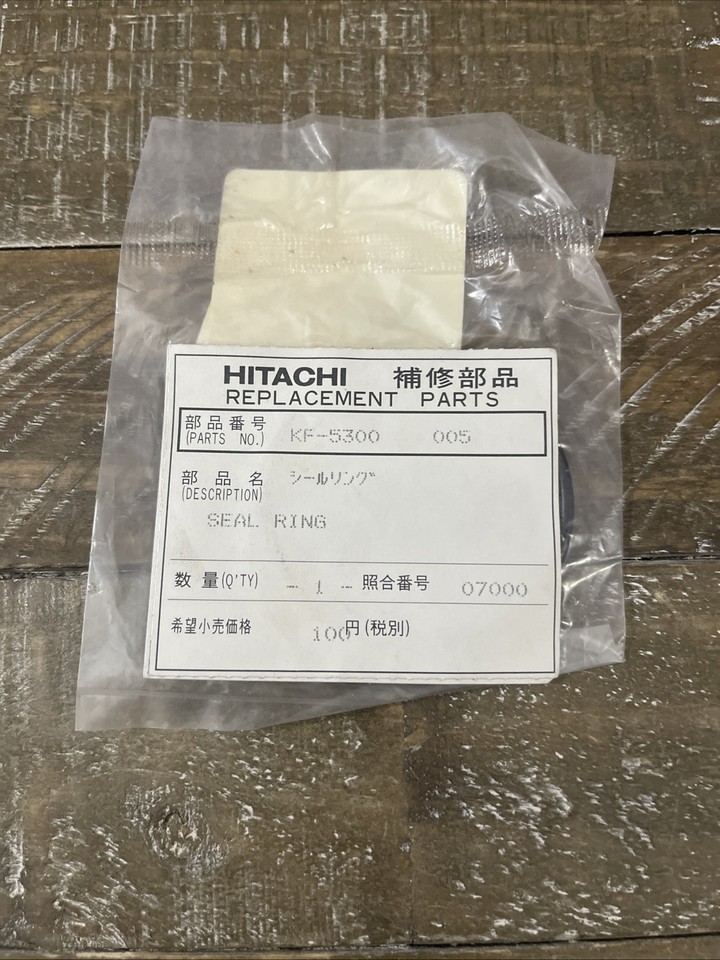 HITACHI 補修部品
REPLACEMENT PARTS
部品番号
(PARTS NO.) KF-5300 005
部品名 シールリング
(DESCRIPTION)
SEAL RING
数量(Q'TY) - 1 - 照合番号 07000
希望小売価格 100円(税別)